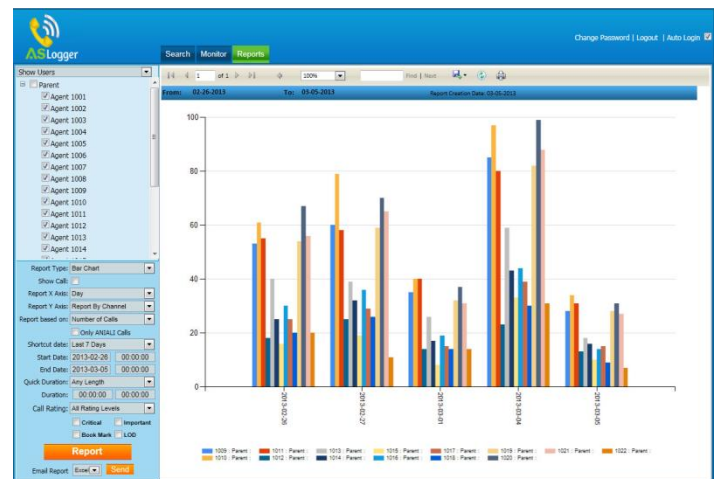 ASLogger
Change Password | Logout | Auto Login
Search Monitor Reports
Show Users
Parent
Agent 1001
Agent 1002
Agent 1003
Agent 1004
Agent 1005
Agent 1006
Agent 1007
Agent 1008
Agent 1009
Agent 1010
Agent 1011
Agent 1012
Agent 1013
Agent 1014
Report Type: Bar Chart
Show Call:
Report X Axis: Day
Report Y Axis: Report By Channel
Report based on: Number of Calls
Only ANIALI Calls
Shortcut date: Last 7 Days
Start Date: 2013-02-26 00:00:00
End Date: 2013-03-05 00:00:00
Quick Duration: Any Length
Duration: 00:00:00 00:00:00
Call Rating: All Rating Levels
Critical Important
Book Mark LOD
Report
Email Report Excel Send
1 of 1 100% Find | Next
From: 02-26-2013 To: 03-05-2013 Report Creation Date: 03-05-2013
100
80
60
40
20
0
2013-02-26 2013-02-27 2013-03-01 2013-03-04 2013-03-05
1009 : Parent : 1011 : Parent : 1013 : Parent : 1015 : Parent : 1017 : Parent : 1019 : Parent : 1021 : Parent : 1022 : Parent :
1010 : Parent : 1012 : Parent : 1014 : Parent : 1016 : Parent : 1018 : Parent : 1020 : Parent :